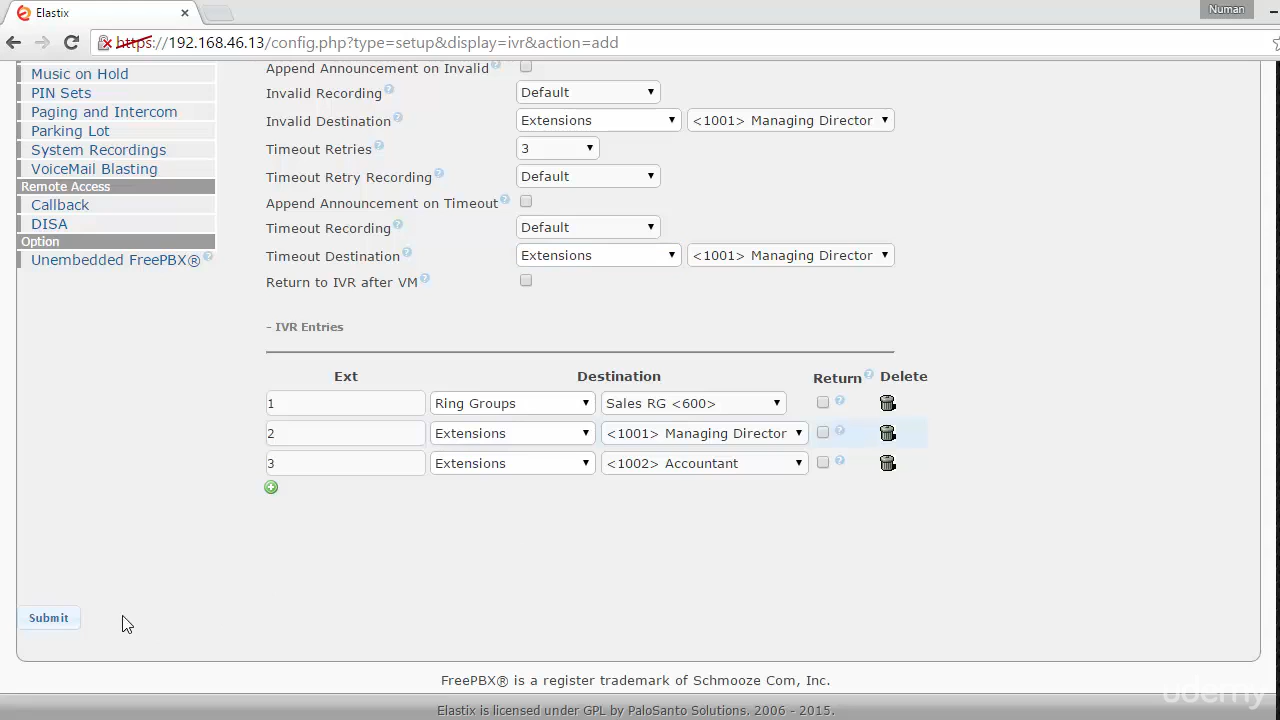 Elastix
Numan
https://192.168.46.13/config.php?type=setup&display=ivr&action=add
Music on Hold
PIN Sets
Paging and Intercom
Parking Lot
System Recordings
VoiceMail Blasting
Remote Access
Callback
DISA
Option
Unembedded FreePBX®?
Append Announcement on Invalid?
Invalid Recording? Default
Invalid Destination? Extensions <1001> Managing Director
Timeout Retries? 3
Timeout Retry Recording? Default
Append Announcement on Timeout?
Timeout Recording? Default
Timeout Destination? Extensions <1001> Managing Director
Return to IVR after VM?
- IVR Entries
Ext Destination Return? Delete
1 Ring Groups Sales RG <600> ?
2 Extensions <1001> Managing Director ?
3 Extensions <1002> Accountant ?
Submit
FreePBX® is a register trademark of Schmooze Com, Inc.
Elastix is licensed under GPL by PaloSanto Solutions. 2006 - 2015.
udemy